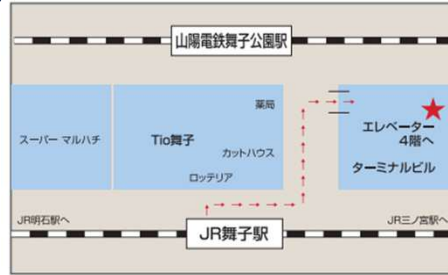 山陽電鉄舞子公園駅
薬局
スーパー マルハチ
Tio舞子
カットハウス
ロッテリア
エレベーター
4階へ
ターミナルビル
JR明石駅へ
JR舞子駅
JR三ノ宮駅へ